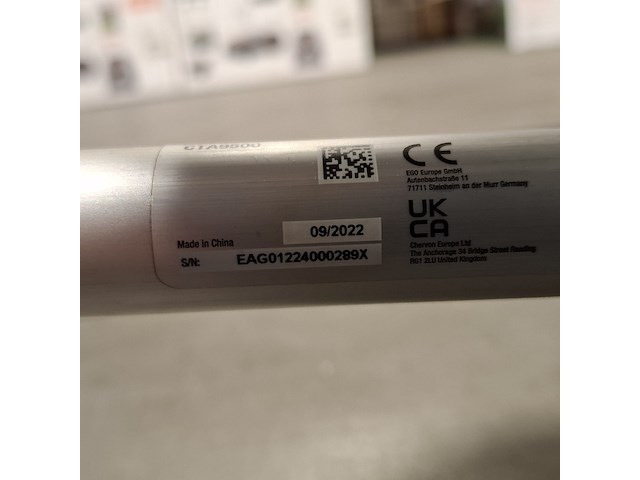 CTA9500
CE
EGO Europe GmbH
Autenbachstraße 11
71711 Steinheim an der Murr Germany
UK
CA
09/2022
Made in China
Chervon Europe Ltd
The Anchorage 34 Bridge Street Reading
RG1 2LU United Kingdom
S/N:
EAG01224000289X